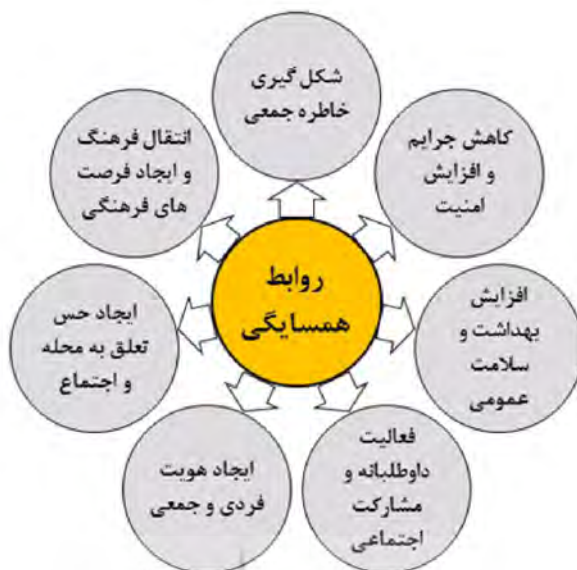 شکل گیری
خاطره جمعی
کاهش جرایم
و افزایش
امنیت
افزایش
بهداشت و
سلامت
عمومی
فعالیت
داوطلبانه و
مشارکت
اجتماعی
ایجاد هویت
فردی و جمعی
ایجاد حس
تعلق به محله
و اجتماع
انتقال فرهنگ
و ایجاد فرصت
های فرهنگی
روابط
همسایگی